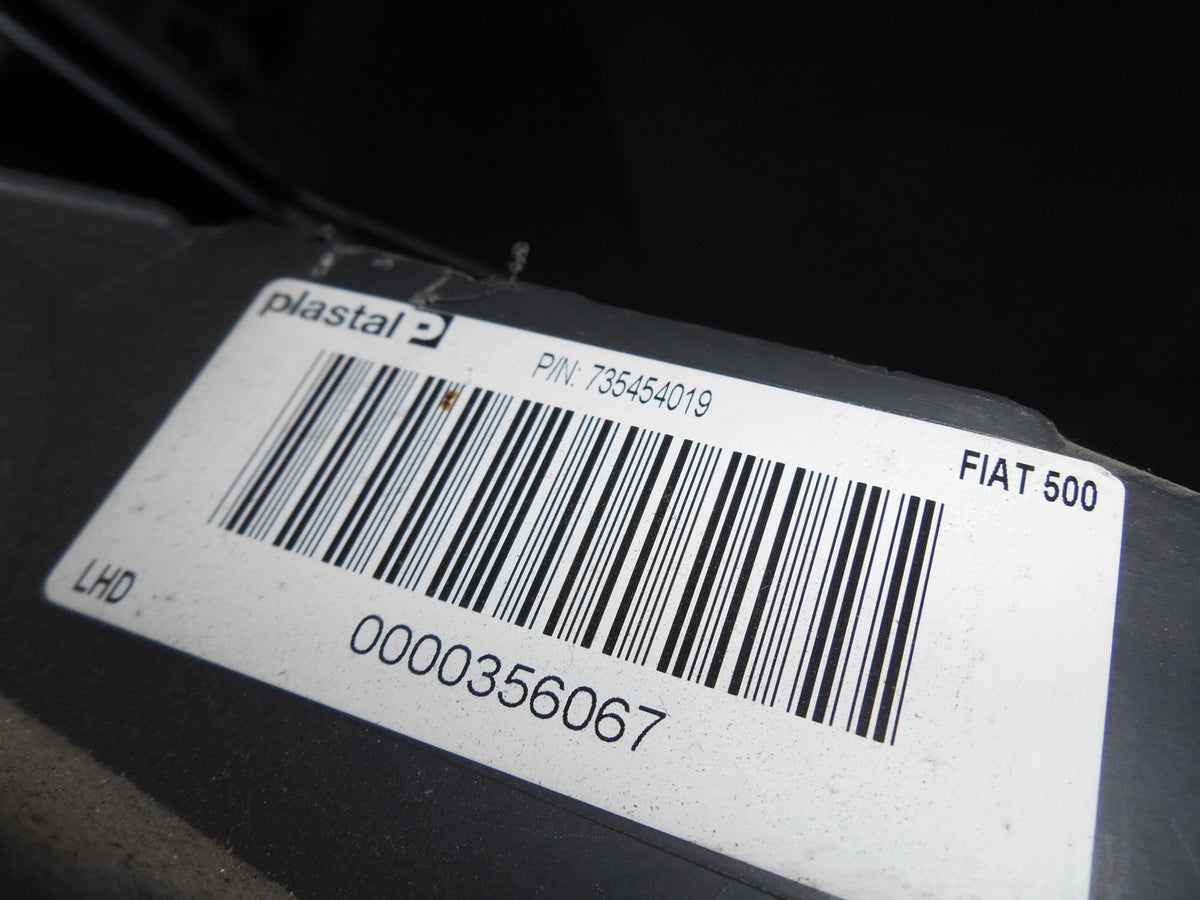 plastal
P/N: 735454019
FIAT 500
LHD
0000356067